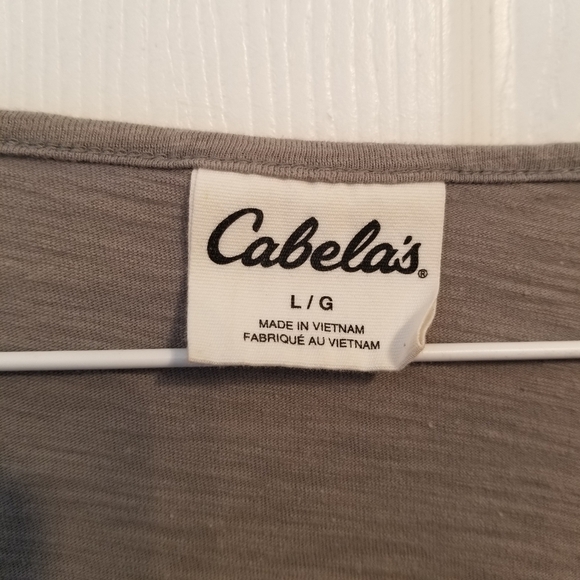 Cabela's®
L / G
MADE IN VIETNAM
FABRIQUÉ AU VIETNAM